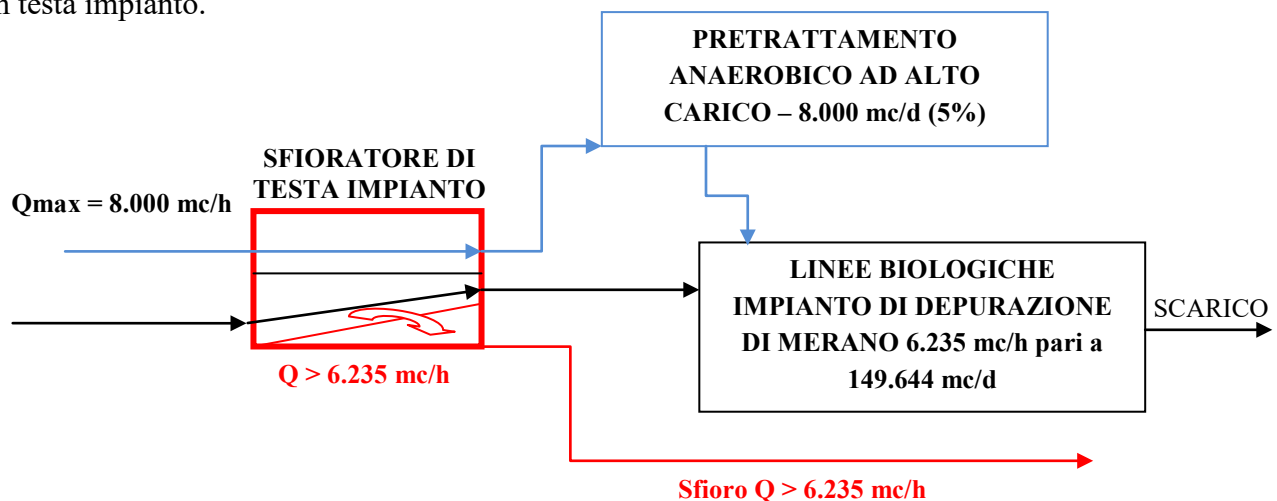 testa impianto.
PRETRATTAMENTO
ANAEROBICO AD ALTO
CARICO – 8.000 mc/d (5%)
SFIORATORE DI
TESTA IMPIANTO
Qmax = 8.000 mc/h
LINEE BIOLOGICHE
IMPIANTO DI DEPURAZIONE
DI MERANO 6.235 mc/h pari a
149.644 mc/d
SCARICO
Q > 6.235 mc/h
Sfioro Q > 6.235 mc/h